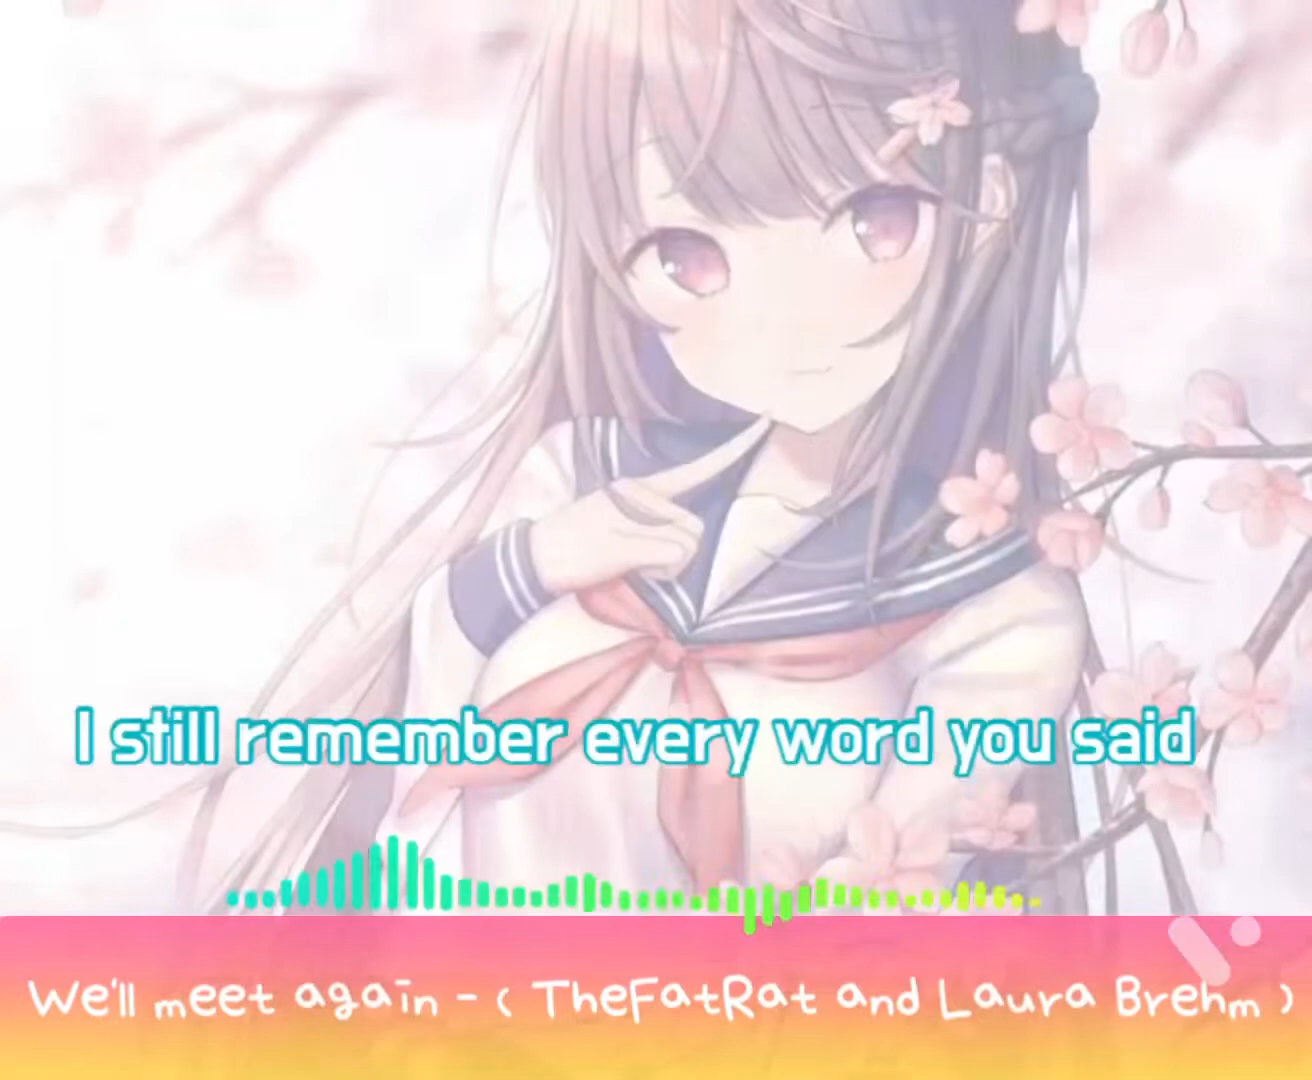 I still remember every word you said
We'll meet again - ( TheFatRat and Laura Brehm )